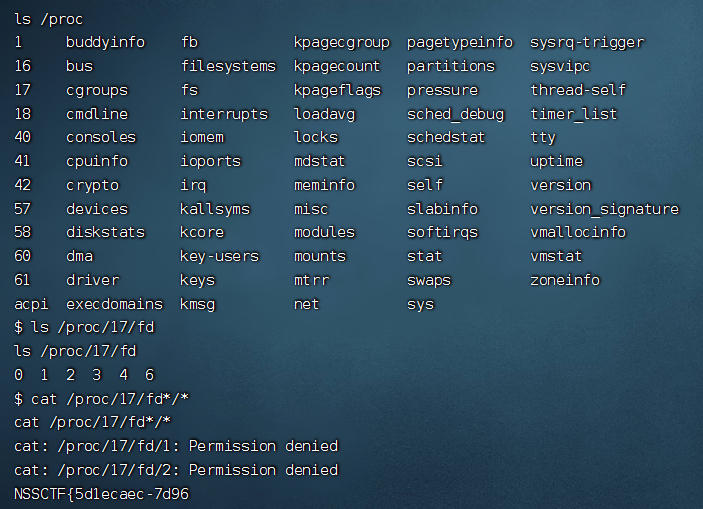 ls /proc
1 buddyinfo fb kpagecgroup pagetypeinfo sysrq-trigger
16 bus filesystems kpagecount partitions sysvipc
17 cgroups fs kpageflags pressure thread-self
18 cmdline interrupts loadavg sched_debug timer_list
40 consoles iomem locks schedstat tty
41 cpuinfo ioports mdstat scsi uptime
42 crypto irq meminfo self version
57 devices kallsyms misc slabinfo version_signature
58 diskstats kcore modules softirqs vmallocinfo
60 dma key-users mounts stat vmstat
61 driver keys mtrr swaps zoneinfo
acpi execdomains kmsg net sys
$ ls /proc/17/fd
ls /proc/17/fd
0 1 2 3 4 6
$ cat /proc/17/fd*/*
cat /proc/17/fd*/*
cat: /proc/17/fd/1: Permission denied
cat: /proc/17/fd/2: Permission denied
NSSCTF{5d1ecaec-7d96